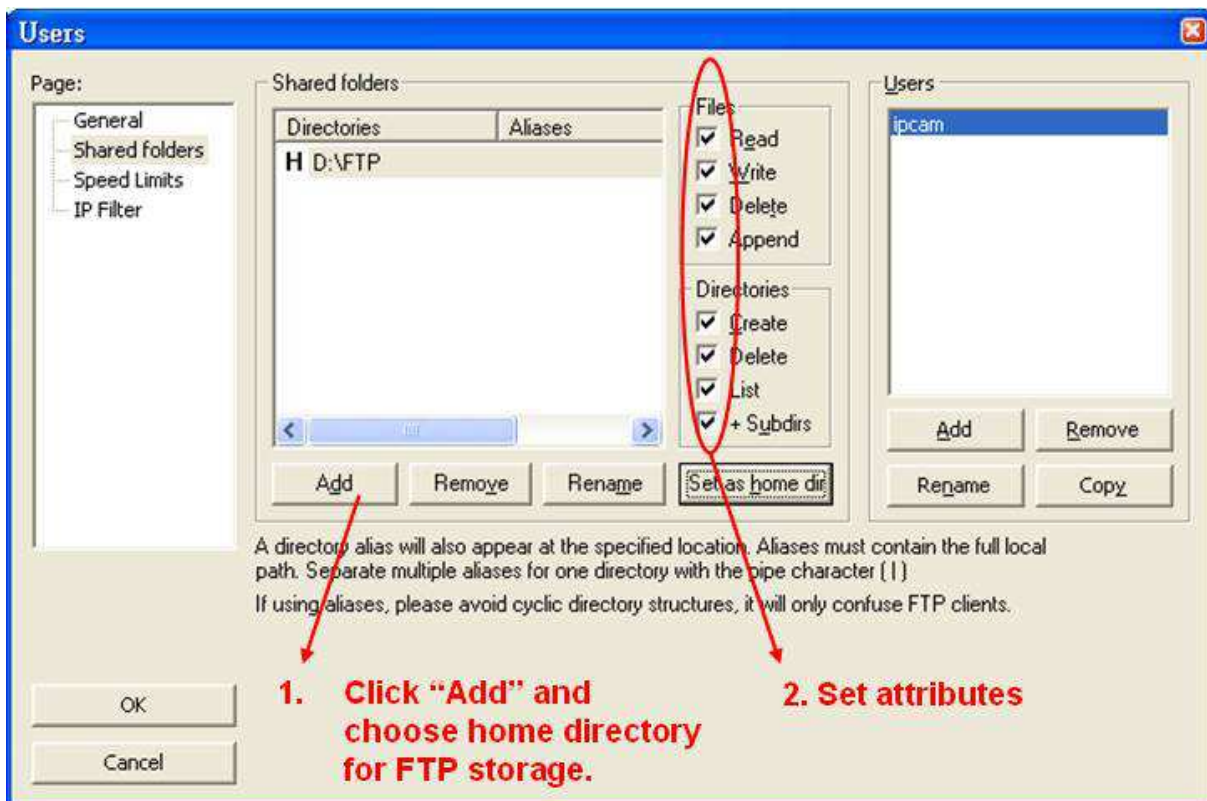 Users
Page:
General
Shared folders
Speed Limits
IP Filter
Shared folders
Directories Aliases
H D:\FTP
Files
Read
Write
Delete
Append
Directories
Create
Delete
List
+ Subdirs
Add Remove Rename Set as home dir
Users
ipcam
Add Remove
Rename Copy
A directory alias will also appear at the specified location. Aliases must contain the full local
path. Separate multiple aliases for one directory with the pipe character ( | )
If using aliases, please avoid cyclic directory structures, it will only confuse FTP clients.
OK
Cancel
1. Click “Add” and
choose home directory
for FTP storage.
2. Set attributes